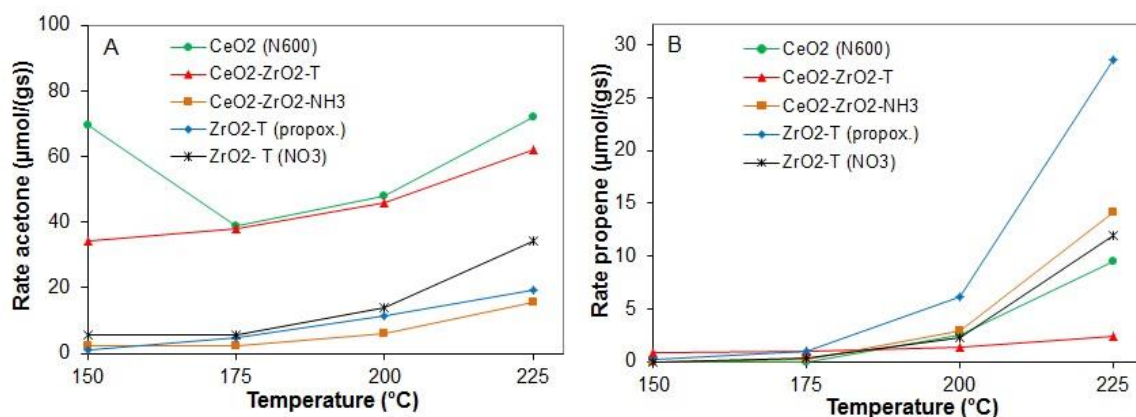 A
Rate acetone (µmol/(gs))
100
80
60
40
20
0
CeO2 (N600)
CeO2-ZrO2-T
CeO2-ZrO2-NH3
ZrO2-T (propox.)
ZrO2- T (NO3)
150 175 200 225
Temperature (°C)
B
Rate propene (µmol/(gs))
30
25
20
15
10
5
0
CeO2 (N600)
CeO2-ZrO2-T
CeO2-ZrO2-NH3
ZrO2-T (propox.)
ZrO2-T (NO3)
150 175 200 225
Temperature (°C)